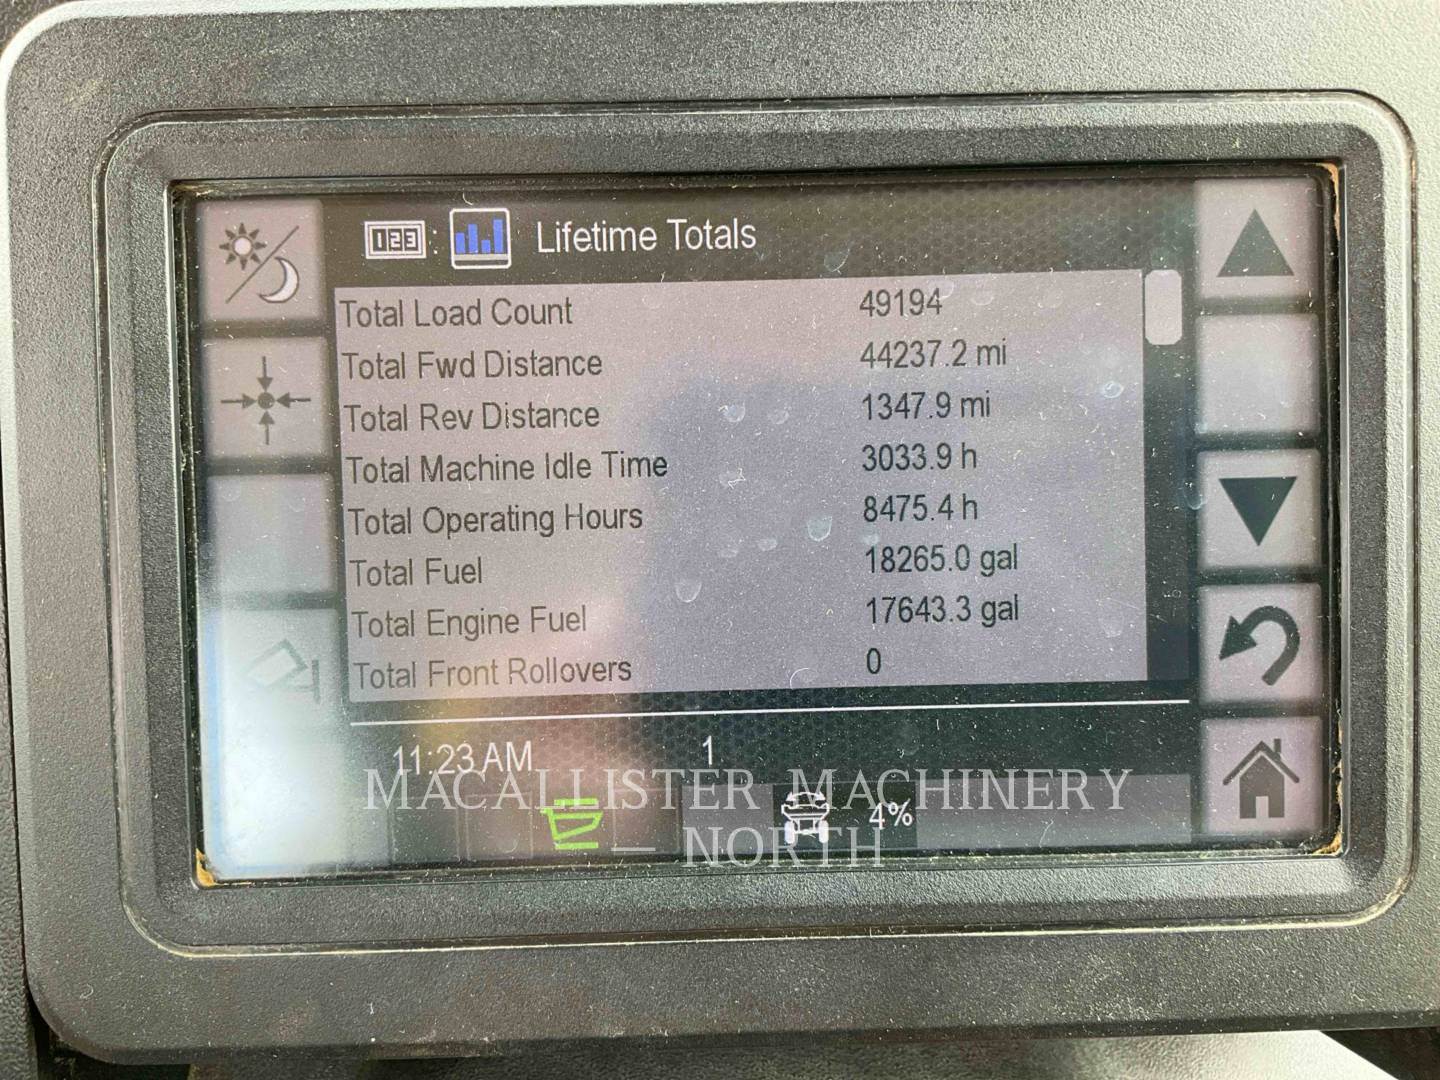 123 : Lifetime Totals
Total Load Count 49194
Total Fwd Distance 44237.2 mi
Total Rev Distance 1347.9 mi
Total Machine Idle Time 3033.9 h
Total Operating Hours 8475.4 h
Total Fuel 18265.0 gal
Total Engine Fuel 17643.3 gal
Total Front Rollovers 0
11:23 AM 1
4%
MACALLISTER MACHINERY
— NORTH